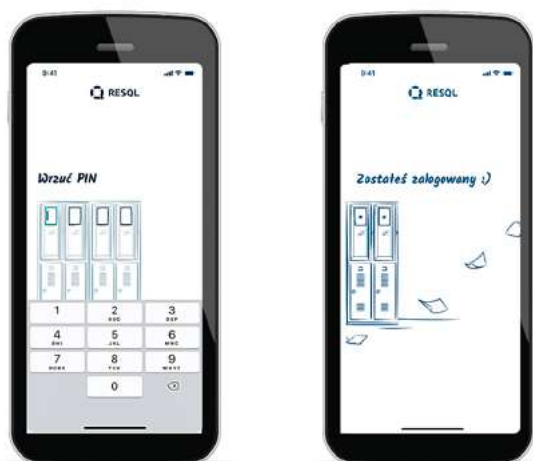 9:41
RESQL
Wrzuć PIN
1 2 3
ABC DEF
4 5 6
GHI JKL MNO
7 8 9
PQRS TUV WXYZ
0
9:41
RESQL
Zostałeś zalogowany :)